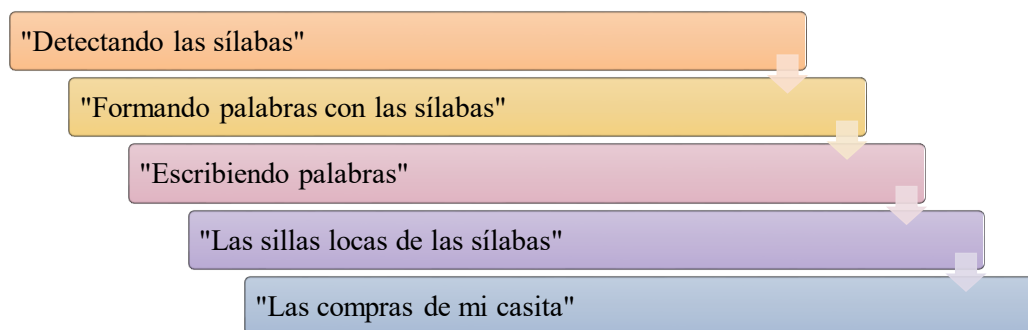 "Detectando las sílabas"
"Formando palabras con las sílabas"
"Escribiendo palabras"
"Las sillas locas de las sílabas"
"Las compras de mi casita"